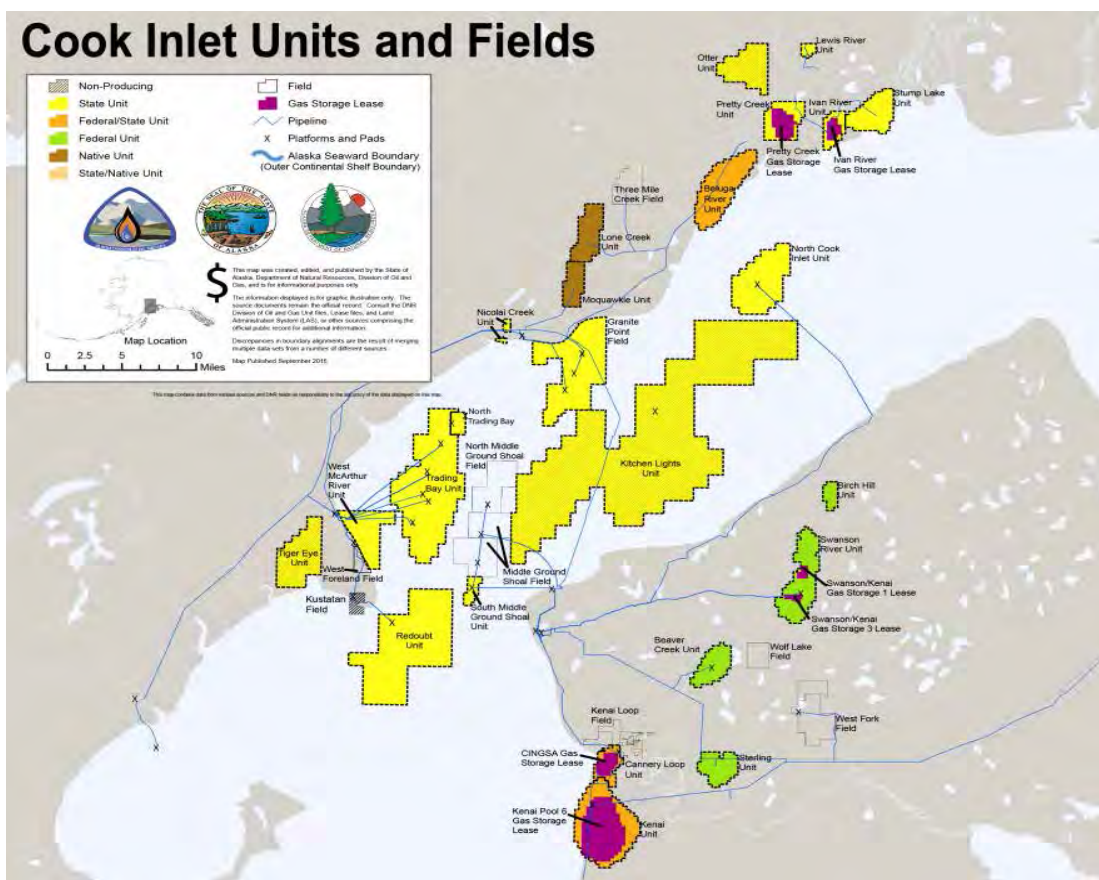 Cook Inlet Units and Fields
Non-Producing
State Unit
Federal/State Unit
Federal Unit
Native Unit
State/Native Unit
Field
Gas Storage Lease
Pipeline
X Platforms and Pads
Alaska Seaward Boundary
(Outer Continental Shelf Boundary)
THE SEAL OF THE STATE
OF ALASKA
$
This map was created, edited, and published by the State of
Alaska, Department of Natural Resources, Division of Oil and
Gas, and is for informational purposes only.
The information displayed is for graphic illustration only. The
source documents remain the official record. Consult the DNR
Division of Oil and Gas Unit files, Lease files, and Land
Administration System (LAS), or other sources comprising the
official public record for additional information.
Discrepancies in boundary alignments are the result of merging
multiple data sets from a number of different sources.
Map Published September 2015
Map Location
0 2.5 5 10
Miles
Otter
Unit
Lewis River
Unit
Pretty Creek
Unit
Ivan River
Unit
Stump Lake
Unit
Pretty Creek
Gas Storage
Lease
Ivan River
Gas Storage Lease
Three Mile
Creek Field
Beluga
River
Unit
Lone Creek
Unit
North Cook
Inlet Unit
Moquawkie Unit
Nicolai Creek
Unit
Granite
Point
Field
North
Trading Bay
North Middle
Ground Shoal
Field
West
McArthur
River
Unit
Trading
Bay Unit
Kitchen Lights
Unit
Birch Hill
Unit
Swanson
River Unit
Tiger Eye
Unit
West
Foreland Field
Middle Ground
Shoal Field
Swanson/Kenai
Gas Storage 1 Lease
Kustatan
Field
South Middle
Ground Shoal
Unit
Swanson/Kenai
Gas Storage 3 Lease
Redoubt
Unit
Beaver
Creek Unit
Wolf Lake
Field
Kenai Loop
Field
West Fork
Field
CINGSA Gas
Storage Lease
Cannery Loop
Unit
Sterling
Unit
Kenai Pool 6
Gas Storage
Lease
Kenai
Unit